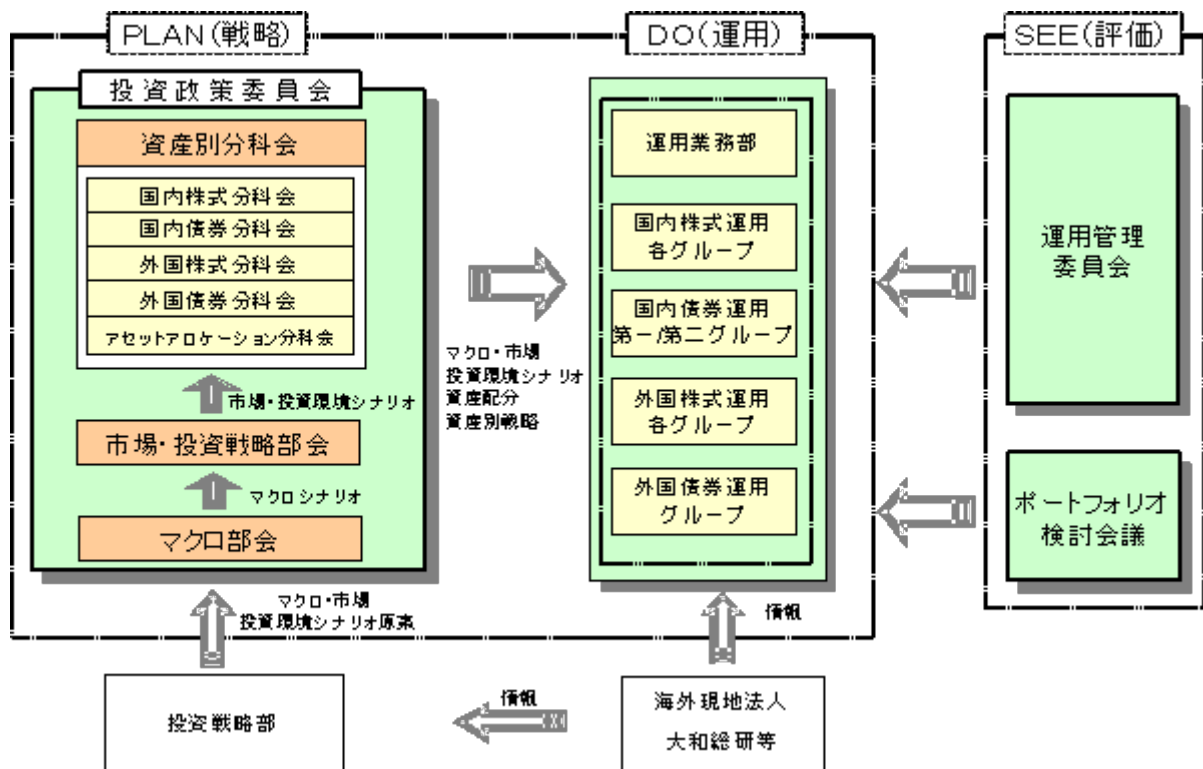 PLAN(戦略)
投資政策委員会
資産別分科会
国内株式分科会
国内債券分科会
外国株式分科会
外国債券分科会
アセットアロケーション分科会
市場・投資環境シナリオ
市場・投資戦略部会
マクロシナリオ
マクロ部会
マクロ・市場
投資環境シナリオ原案
投資戦略部
マクロ・市場
投資環境シナリオ
資産配分
資産別戦略
DO(運用)
運用業務部
国内株式運用
各グループ
国内債券運用
第一/第二グループ
外国株式運用
各グループ
外国債券運用
グループ
情報
情報
海外現地法人
大和総研等
SEE(評価)
運用管理
委員会
ポートフォリオ
検討会議